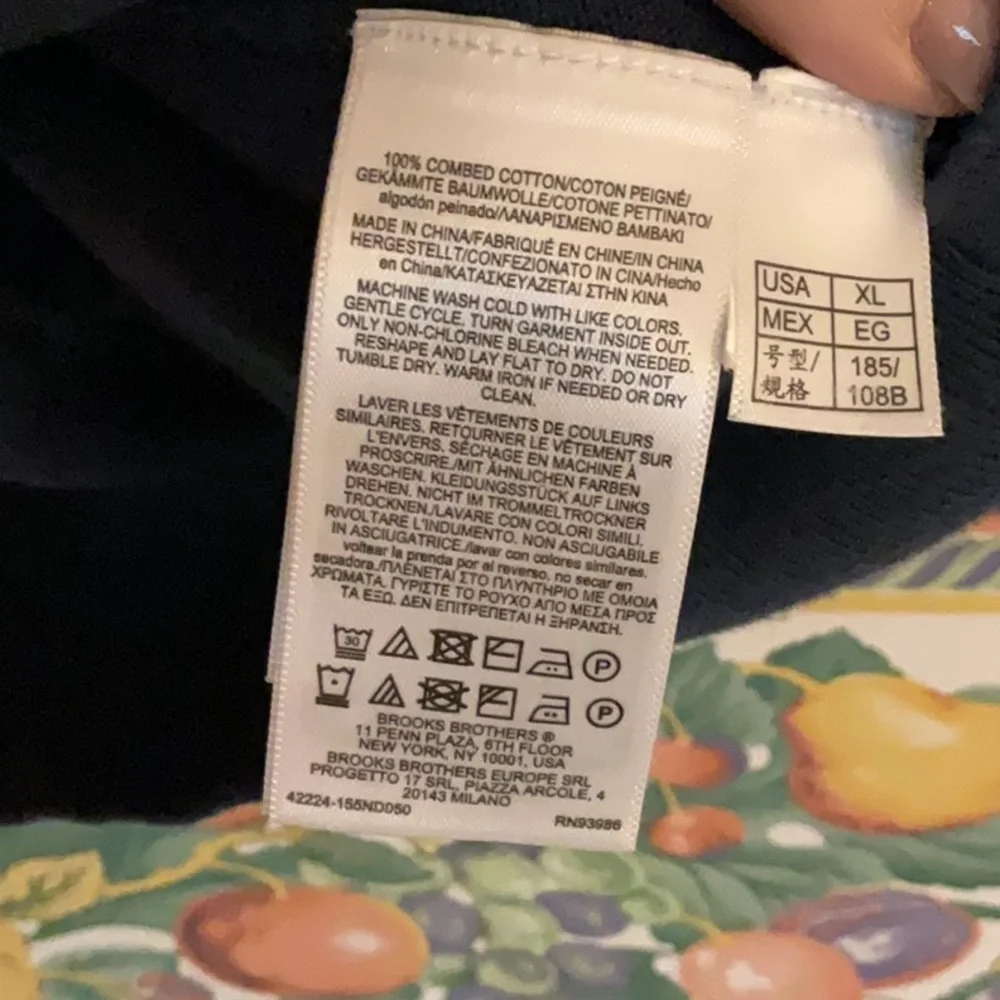 100% COMBED COTTON/COTON PEIGNÉ/
GEKÄMMTE BAUMWOLLE/COTONE PETTINATO/
algodón peinado/ΛΑΝΑΡΙΣΜΕΝΟ ΒΑΜΒΑΚΙ
MADE IN CHINA/FABRIQUÉ EN CHINE/IN CHINA
HERGESTELLT/CONFEZIONATO IN CINA/Hecho
en China/ΚΑΤΑΣΚΕΥΑΖΕΤΑΙ ΣΤΗΝ ΚΙΝΑ
MACHINE WASH COLD WITH LIKE COLORS.
GENTLE CYCLE. TURN GARMENT INSIDE OUT.
ONLY NON-CHLORINE BLEACH WHEN NEEDED.
RESHAPE AND LAY FLAT TO DRY. DO NOT
TUMBLE DRY. WARM IRON IF NEEDED OR DRY
CLEAN.
LAVER LES VÊTEMENTS DE COULEURS
SIMILAIRES. RETOURNER LE VÊTEMENT SUR
L'ENVERS. SÉCHAGE EN MACHINE À
PROSCRIRE./MIT ÄHNLICHEN FARBEN
WASCHEN. KLEIDUNGSSTÜCK AUF LINKS
DREHEN. NICHT IM TROMMELTROCKNER
TROCKNEN./LAVARE CON COLORI SIMILI.
RIVOLTARE L'INDUMENTO. NON ASCIUGABILE
IN ASCIUGATRICE./lavar con colores similares.
voltear la prenda por el reverso. no secar en
secadora./ΠΛΕΝΕΤΑΙ ΣΤΟ ΠΛΥΝΤΗΡΙΟ ΜΕ ΟΜΟΙΑ
ΧΡΩΜΑΤΑ. ΓΥΡΙΣΤΕ ΤΟ ΡΟΥΧΟ ΑΠΟ ΜΕΣΑ ΠΡΟΣ
ΤΑ ΕΞΩ. ΔΕΝ ΕΠΙΤΡΕΠΕΤΑΙ Η ΞΗΡΑΝΣΗ.
30 P
P
BROOKS BROTHERS ®
11 PENN PLAZA, 6TH FLOOR
NEW YORK, NY 10001, USA
BROOKS BROTHERS EUROPE SRL
PROGETTO 17 SRL, PIAZZA ARCOLE, 4
20143 MILANO
42224-155ND050 RN93986
USA XL
MEX EG
号型/ 185/
规格 108B